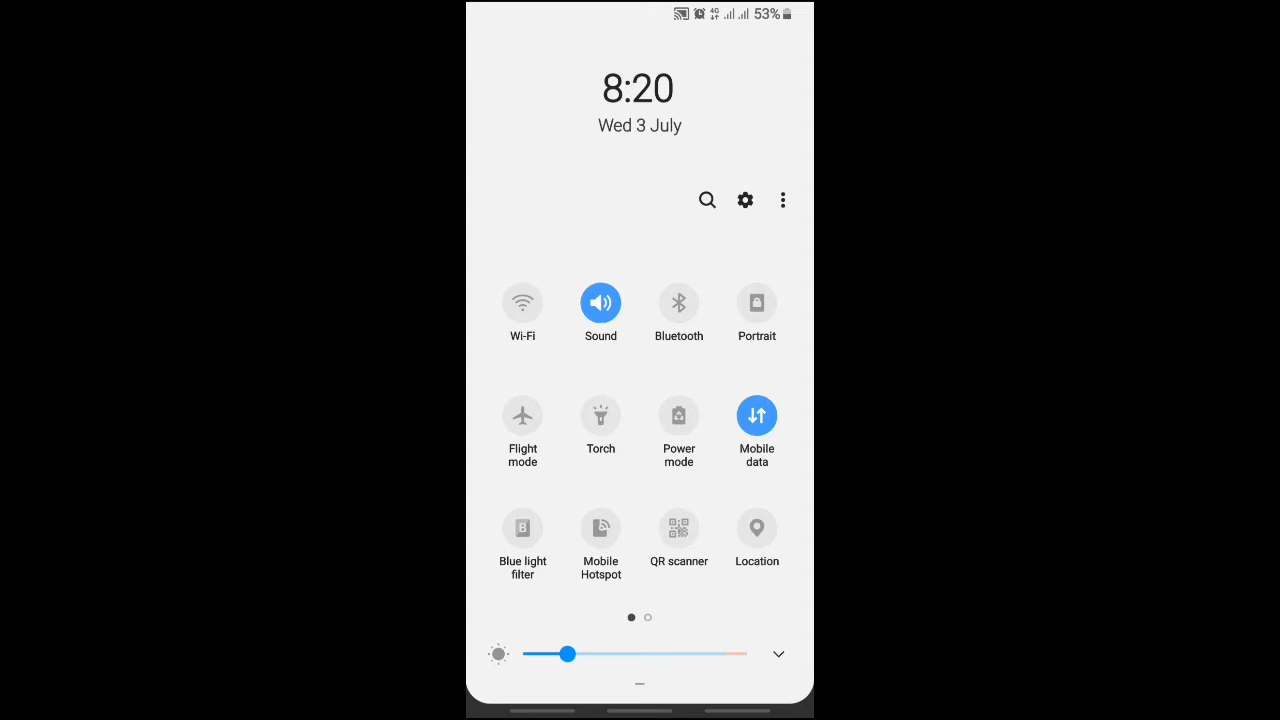 4G 53%
8:20
Wed 3 July
Wi-Fi Sound Bluetooth Portrait
Flight mode Torch Power mode Mobile data
B
Blue light filter Mobile Hotspot QR scanner Location